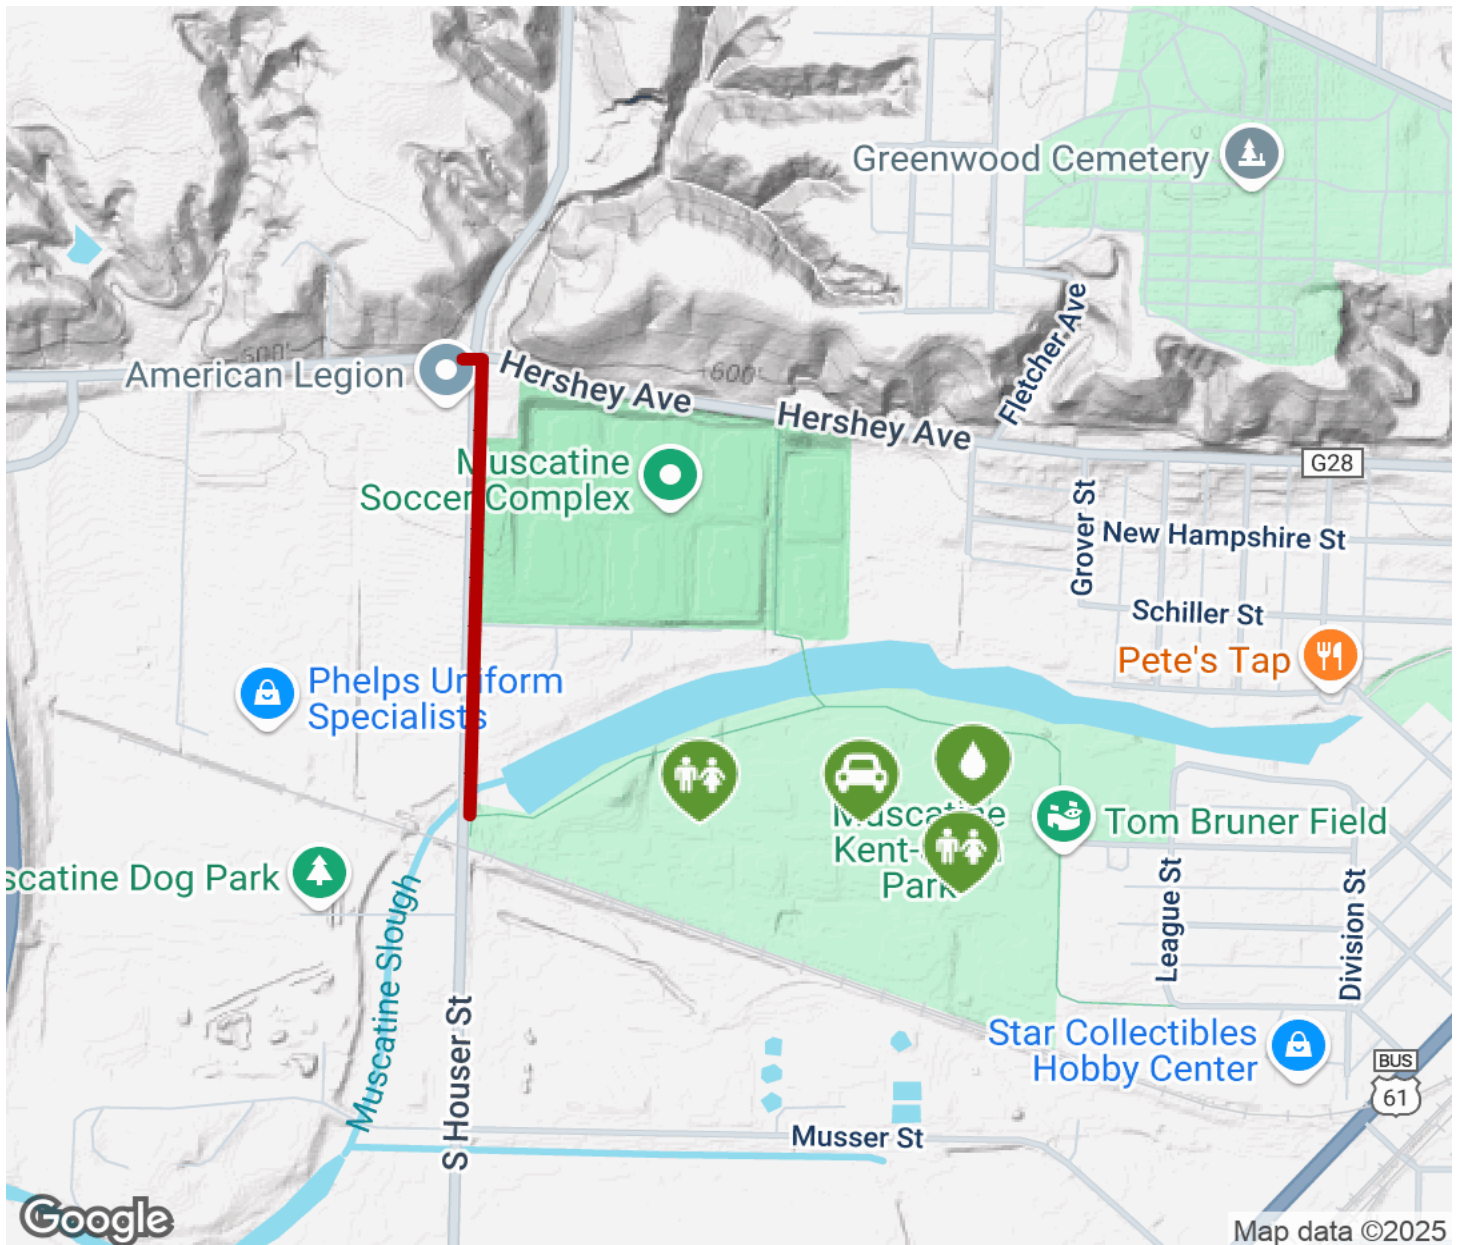 Greenwood Cemetery
Fletcher Ave
600'
American Legion
600'
Hershey Ave
Hershey Ave
G28
Muscatine
Soccer Complex
Grover St
New Hampshire St
Schiller St
Pete's Tap
Phelps Uniform
Specialists
Muscatine
Kent-
Park
Tom Bruner Field
scatine Dog Park
League St
Division St
Muscatine Slough
S Houser St
Star Collectibles
Hobby Center
BUS
61
Musser St
Google
Map data ©2025